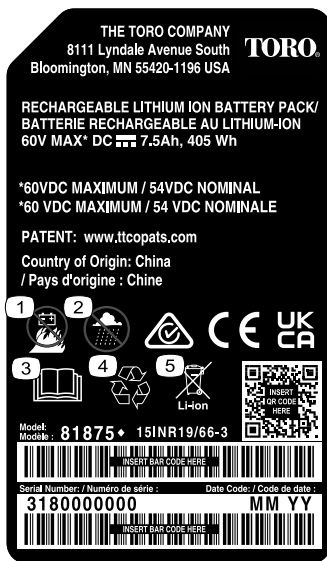 THE TORO COMPANY
8111 Lyndale Avenue South
Bloomington, MN 55420-1196 USA
TORO®
RECHARGEABLE LITHIUM ION BATTERY PACK/
BATTERIE RECHARGEABLE AU LITHIUM-ION
60V MAX* DC 7.5Ah, 405 Wh
*60VDC MAXIMUM / 54VDC NOMINAL
*60 VDC MAXIMUM / 54 VDC NOMINALE
PATENT: www.ttcopats.com
Country of Origin: China
/ Pays d'origine : Chine
1 2
CE UK
CA
3 4 5
Li-ion
INSERT
QR CODE
HERE
Model:
Modèle : 81875♦ 15INR19/66-3
INSERT BAR CODE HERE
Serial Number: / Numéro de série : Date Code: / Code de date :
3180000000 MM YY
INSERT BAR CODE HERE